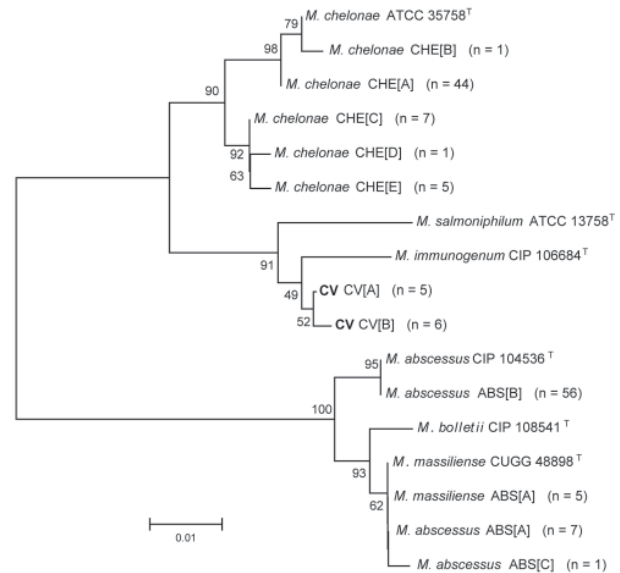 79
M. chelonae ATCC 35758T
M. chelonae CHE[B] (n = 1)
98
M. chelonae CHE[A] (n = 44)
90
M. chelonae CHE[C] (n = 7)
92
M. chelonae CHE[D] (n = 1)
63
M. chelonae CHE[E] (n = 5)
M. salmoniphilum ATCC 13758T
91
M. immunogenum CIP 106684T
49
CV CV[A] (n = 5)
52
CV CV[B] (n = 6)
95
M. abscessus CIP 104536 T
M. abscessus ABS[B] (n = 56)
100
M. bolletii CIP 108541 T
93
M. massiliense CUGG 48898 T
M. massiliense ABS[A] (n = 5)
62
M. abscessus ABS[A] (n = 7)
M. abscessus ABS[C] (n = 1)
0.01